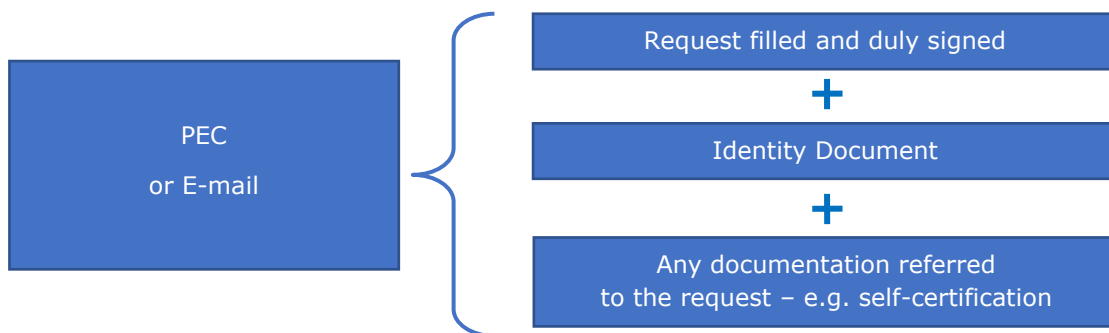 PEC
or E-mail
Request filled and duly signed
+
Identity Document
+
Any documentation referred
to the request – e.g. self-certification